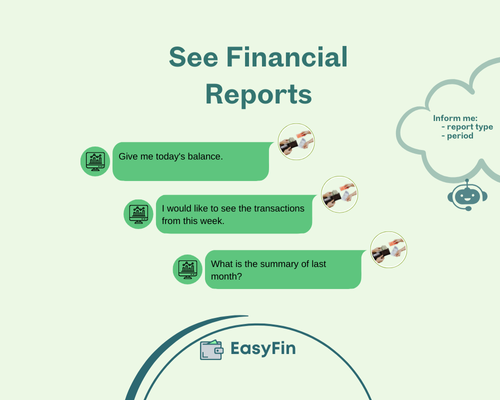 See Financial
Reports
Inform me:
- report type
- period
Give me today's balance.
I would like to see the transactions
from this week.
What is the summary of last
month?
EasyFin